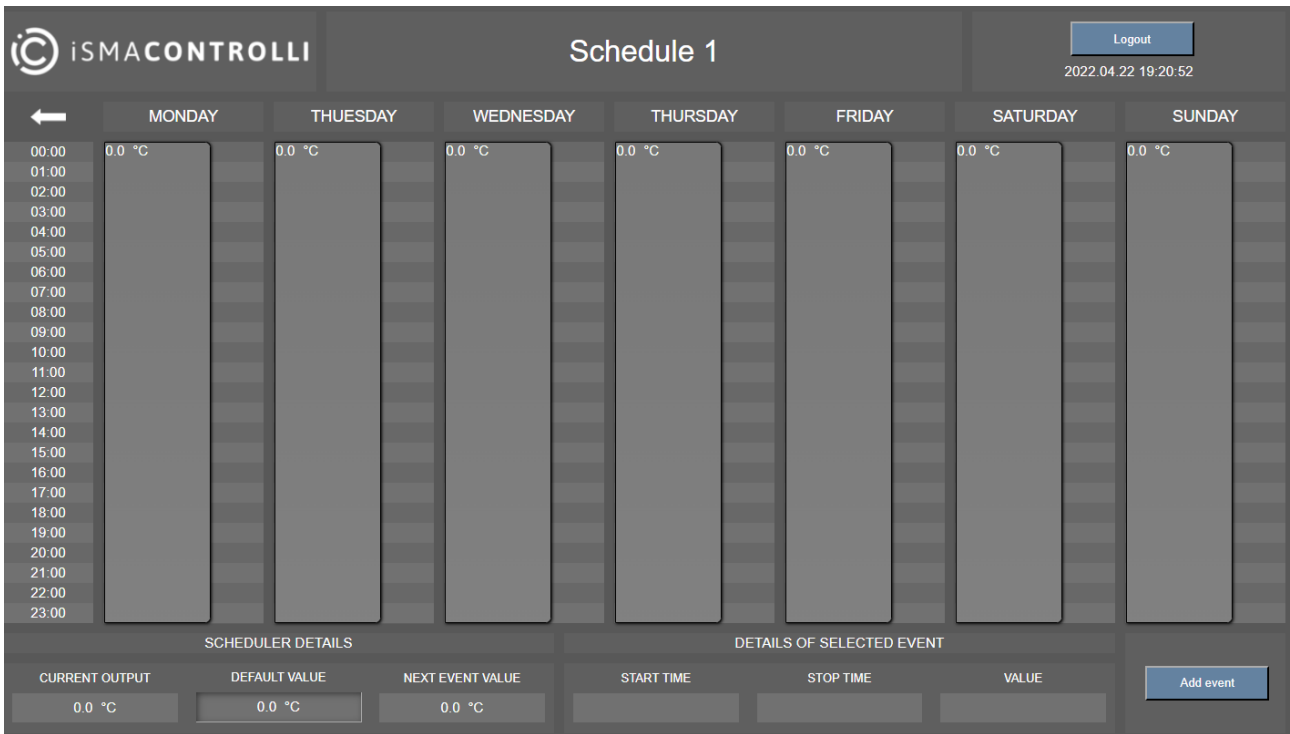 iSMACONTROLLI
Schedule 1
Logout
2022.04.22 19:20:52
MONDAY THUESDAY WEDNESDAY THURSDAY FRIDAY SATURDAY SUNDAY
00:00 0.0 °C 0.0 °C 0.0 °C 0.0 °C 0.0 °C 0.0 °C 0.0 °C
01:00
02:00
03:00
04:00
05:00
06:00
07:00
08:00
09:00
10:00
11:00
12:00
13:00
14:00
15:00
16:00
17:00
18:00
19:00
20:00
21:00
22:00
23:00
SCHEDULER DETAILS DETAILS OF SELECTED EVENT
CURRENT OUTPUT DEFAULT VALUE NEXT EVENT VALUE START TIME STOP TIME VALUE
0.0 °C 0.0 °C 0.0 °C
Add event